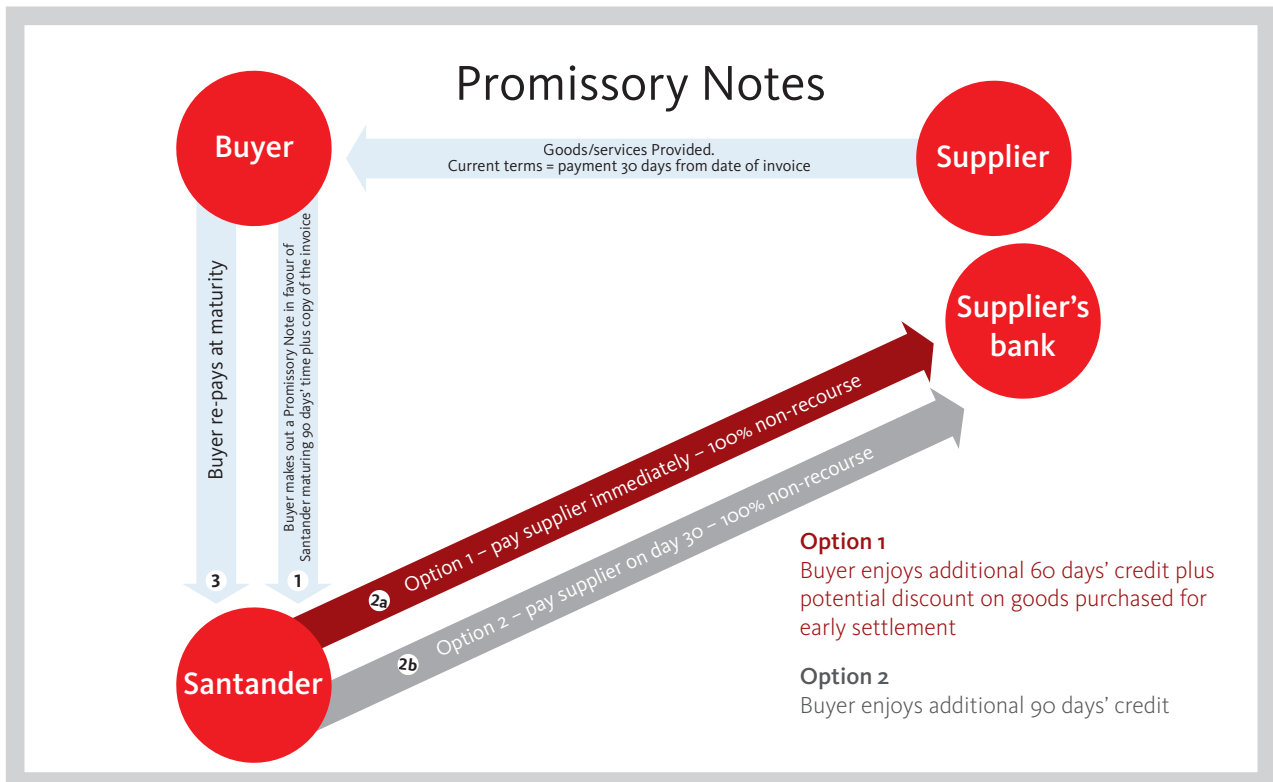 Promissory Notes
Buyer
Goods/services Provided.
Current terms = payment 30 days from date of invoice
Supplier
Supplier’s
bank
Buyer re-pays at maturity
Buyer makes out a Promissory Note in favour of
Santander maturing 90 days’ time plus copy of the invoice
3
1
2a Option 1 – pay supplier immediately – 100% non-recourse
2b Option 2 – pay supplier on day 30 – 100% non-recourse
Santander
Option 1
Buyer enjoys additional 60 days’ credit plus
potential discount on goods purchased for
early settlement
Option 2
Buyer enjoys additional 90 days’ credit